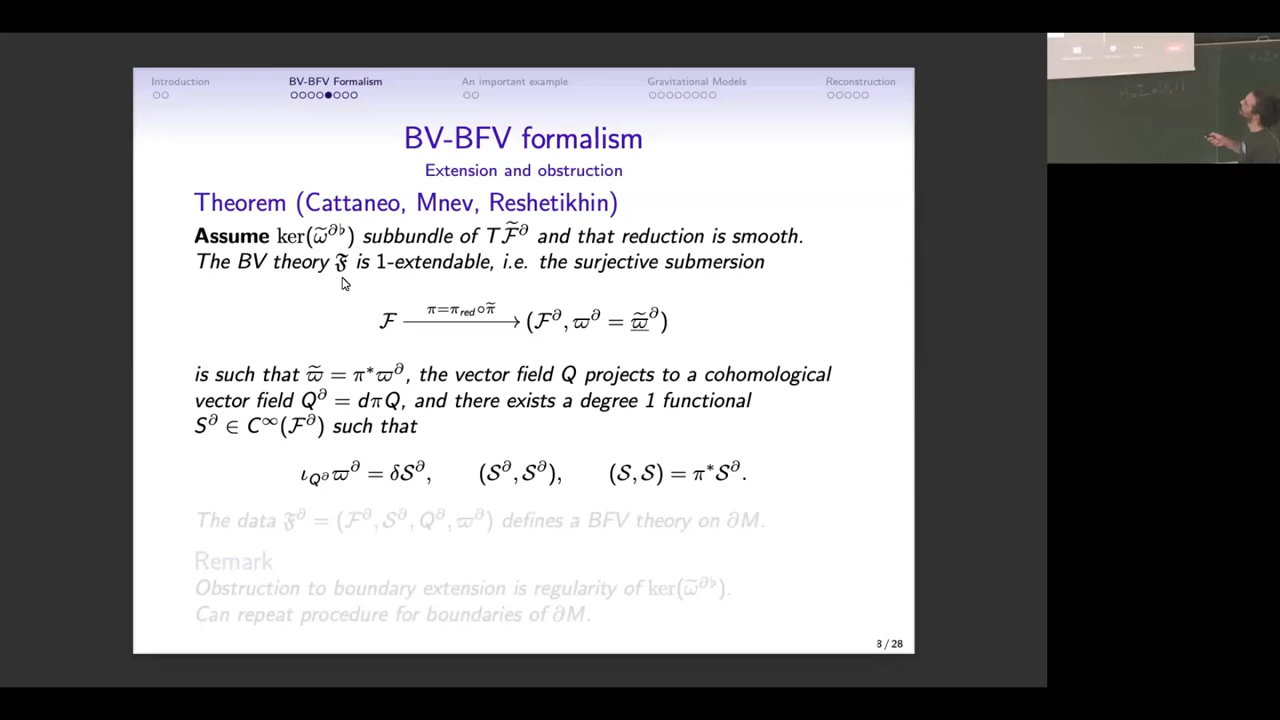 Introduction BV-BFV Formalism An important example Gravitational Models Reconstruction
BV-BFV formalism
Extension and obstruction
Theorem (Cattaneo, Mnev, Reshetikhin)
Assume ker(ω̃^∂♭) subbundle of TF̃^∂ and that reduction is smooth.
The BV theory 𝔉 is 1-extendable, i.e. the surjective submersion
ℱ —π=π_red∘π̃→ (ℱ^∂, ϖ^∂ = ϖ̲̃^∂)
is such that ϖ̃ = π*ϖ^∂, the vector field Q projects to a cohomological
vector field Q^∂ = dπQ, and there exists a degree 1 functional
S^∂ ∈ C^∞(ℱ^∂) such that
ι_{Q^∂}ϖ^∂ = δS^∂, (S^∂, S^∂), (S, S) = π*S^∂.
The data 𝔉^∂ = (ℱ^∂, S^∂, Q^∂, ϖ^∂) defines a BFV theory on ∂M.
Remark
Obstruction to boundary extension is regularity of ker(ω̃^∂♭).
Can repeat procedure for boundaries of ∂M.
8 / 28